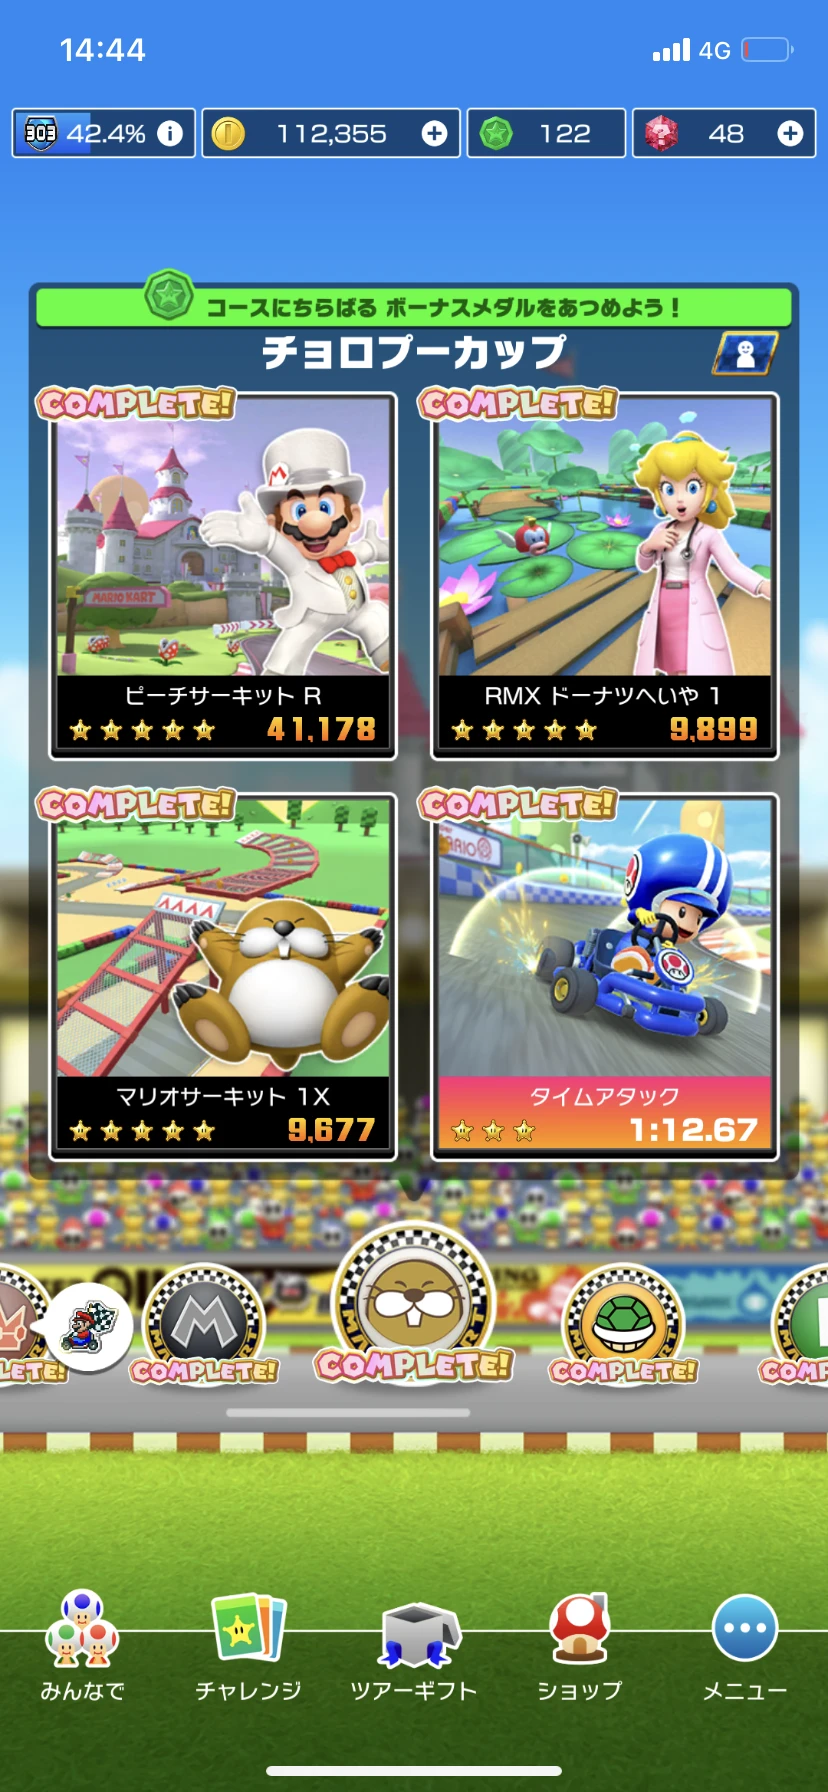 14:44
4G
303 42.4% i 112,355 + 122 48 +
コースにちらばる ボーナスメダルをあつめよう！
チョロプーカップ
COMPLETE! COMPLETE!
MARIO KART
ピーチサーキット R
41,178
RMX ドーナツへいや 1
9,899
COMPLETE! COMPLETE!
マリオサーキット 1X
9,677
タイムアタック
1:12.67
COMPLETE! COMPLETE! COMPLETE!
みんなで チャレンジ ツアーギフト ショップ メニュー